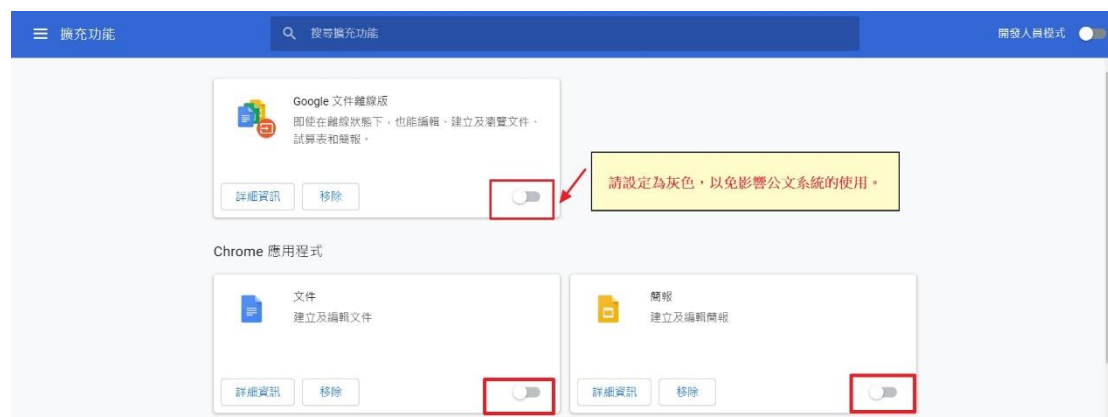 擴充功能
搜尋擴充功能
開發人員模式
Google 文件離線版
即使在離線狀態下，也能編輯、建立及瀏覽文件、
試算表和簡報。
詳細資訊
移除
請設定為灰色，以免影響公文系統的使用。
Chrome 應用程式
文件
建立及編輯文件
詳細資訊
移除
簡報
建立及編輯簡報
詳細資訊
移除